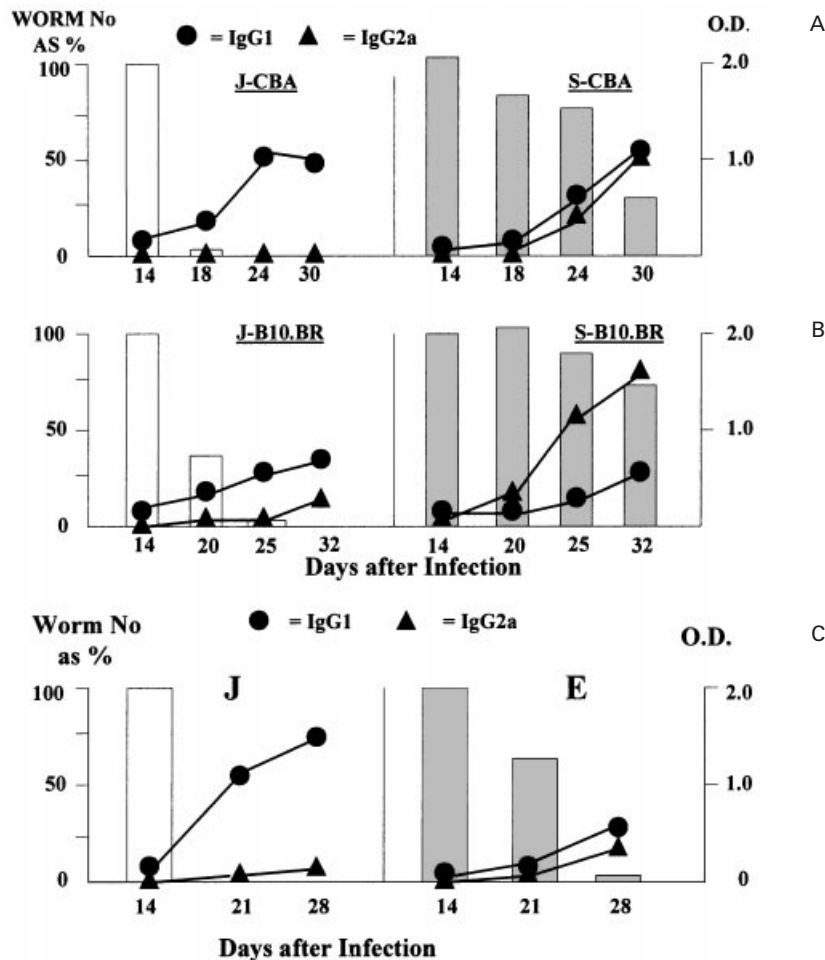 WORM No AS %
= IgG1 = IgG2a
O.D.
A
J-CBA
S-CBA
100
50
0
2.0
1.0
14 18 24 30
14 18 24 30
B
J-B10.BR
S-B10.BR
100
50
0
2.0
1.0
14 20 25 32
14 20 25 32
Days after Infection
Worm No as %
= IgG1 = IgG2a
O.D.
C
J
E
100
50
0
2.0
1.0
0
14 21 28
14 21 28
Days after Infection